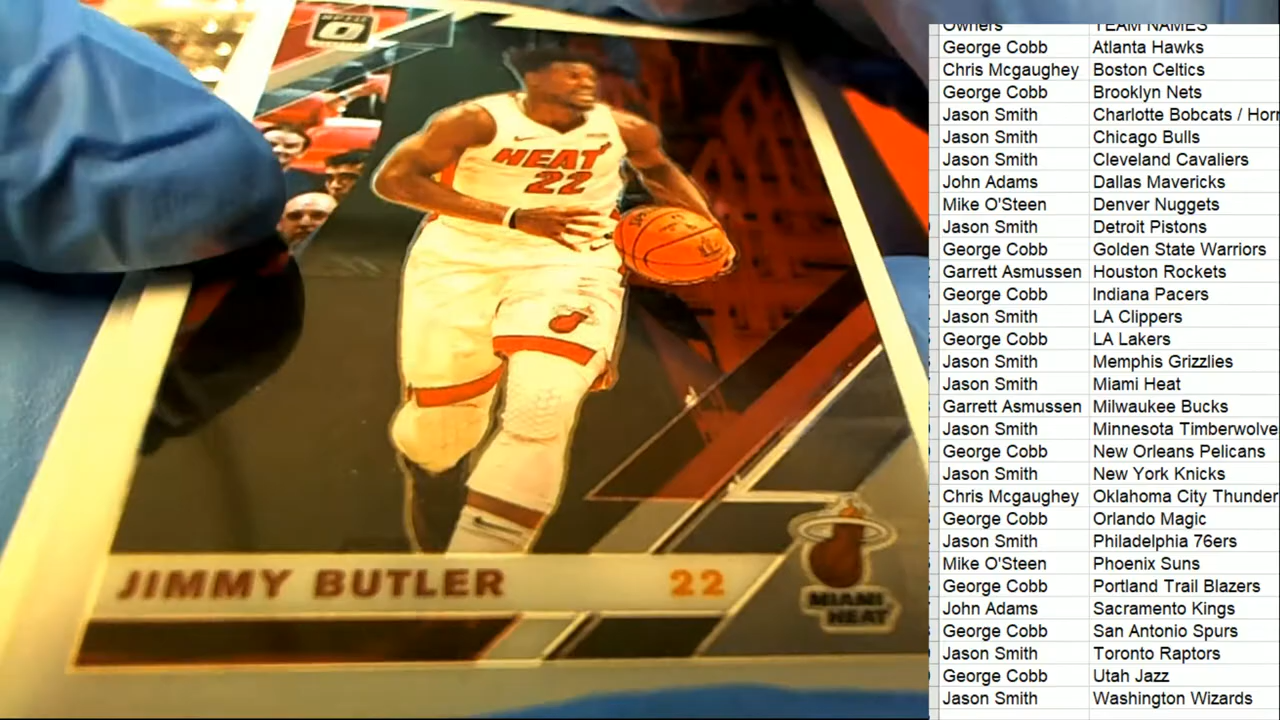 OPTIC
HEAT
22
JIMMY BUTLER 22
MIAMI
HEAT
Owners TEAM NAMES
George Cobb Atlanta Hawks
Chris Mcgaughey Boston Celtics
George Cobb Brooklyn Nets
Jason Smith Charlotte Bobcats / Horr
Jason Smith Chicago Bulls
Jason Smith Cleveland Cavaliers
John Adams Dallas Mavericks
Mike O'Steen Denver Nuggets
Jason Smith Detroit Pistons
George Cobb Golden State Warriors
Garrett Asmussen Houston Rockets
George Cobb Indiana Pacers
Jason Smith LA Clippers
George Cobb LA Lakers
Jason Smith Memphis Grizzlies
Jason Smith Miami Heat
Garrett Asmussen Milwaukee Bucks
Jason Smith Minnesota Timberwolve
George Cobb New Orleans Pelicans
Jason Smith New York Knicks
Chris Mcgaughey Oklahoma City Thunder
George Cobb Orlando Magic
Jason Smith Philadelphia 76ers
Mike O'Steen Phoenix Suns
George Cobb Portland Trail Blazers
John Adams Sacramento Kings
George Cobb San Antonio Spurs
Jason Smith Toronto Raptors
George Cobb Utah Jazz
Jason Smith Washington Wizards